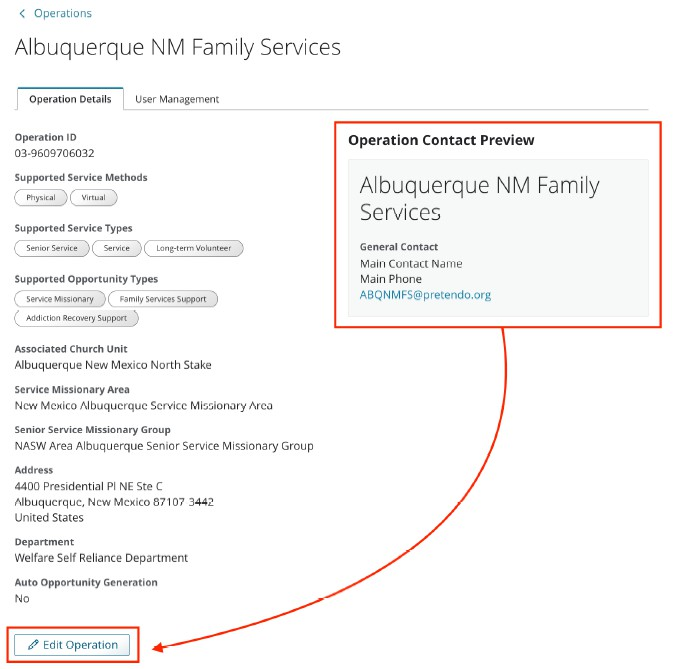 Operations
Albuquerque NM Family Services
Operation Details
User Management
Operation ID
03-9609706032
Supported Service Methods
Physical
Virtual
Supported Service Types
Senior Service
Service
Long-term Volunteer
Supported Opportunity Types
Service Missionary
Family Services Support
Addiction Recovery Support
Associated Church Unit
Albuquerque New Mexico North Stake
Service Missionary Area
New Mexico Albuquerque Service Missionary Area
Senior Service Missionary Group
NASW Area Albuquerque Senior Service Missionary Group
Address
4400 Presidential Pl NE Ste C
Albuquerque, New Mexico 87107-3442
United States
Department
Welfare Self Reliance Department
Auto Opportunity Generation
No
Edit Operation
Operation Contact Preview
Albuquerque NM Family
Services
General Contact
Main Contact Name
Main Phone
ABQNMFS@pretendo.org